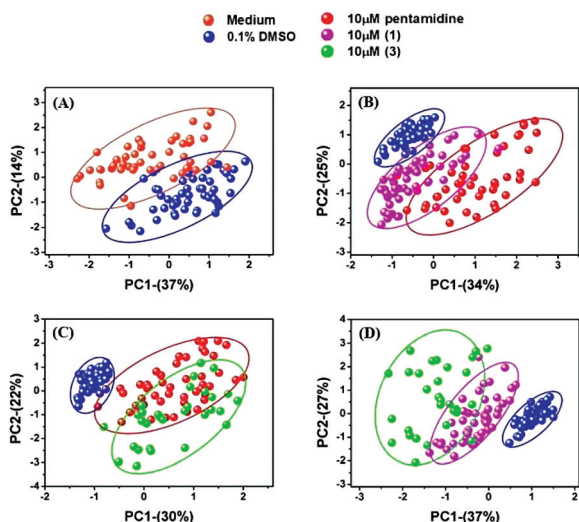 Medium
0.1% DMSO
10µM pentamidine
10µM (1)
10µM (3)
(A)
PC2-(14%)
3
2
1
0
-1
-2
-3
-3 -2 -1 0 1 2
PC1-(37%)
(B)
PC2-(25%)
2
1
0
-1
-2
-3
-2 -1 0 1 2 3
PC1-(34%)
(C)
PC2-(22%)
3
2
1
0
-1
-2
-3
-4
-2 -1 0 1 2
PC1-(30%)
(D)
PC2-(27%)
4
3
2
1
0
-1
-2
-3
-3 -2 -1 0 1 2
PC1-(37%)